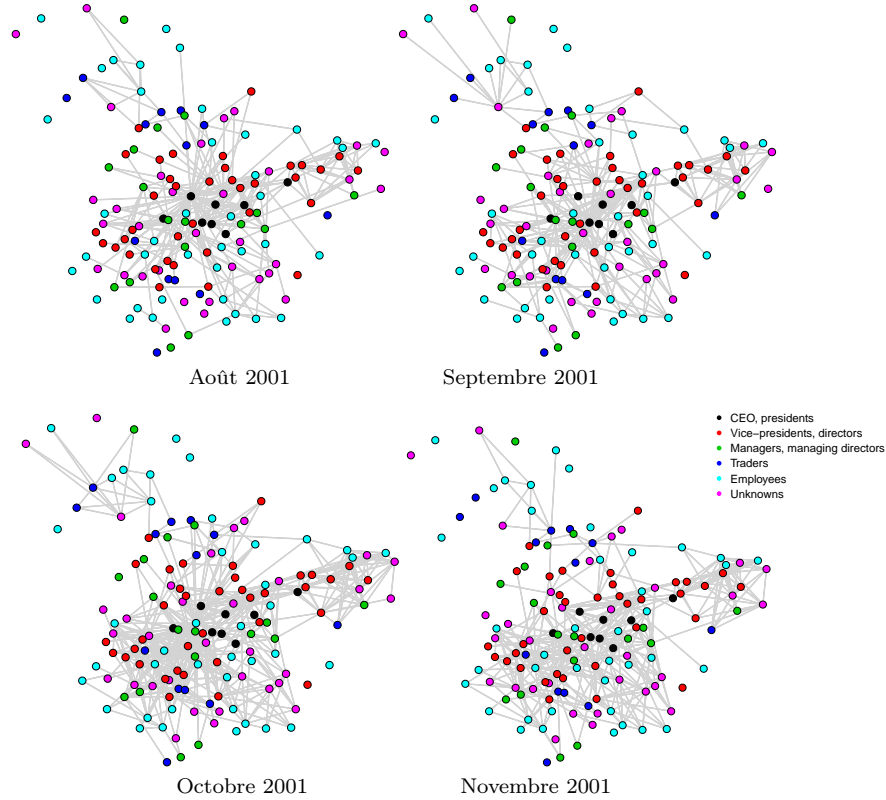 Août 2001
Septembre 2001
CEO, presidents
Vice−presidents, directors
Managers, managing directors
Traders
Employees
Unknowns
Octobre 2001
Novembre 2001